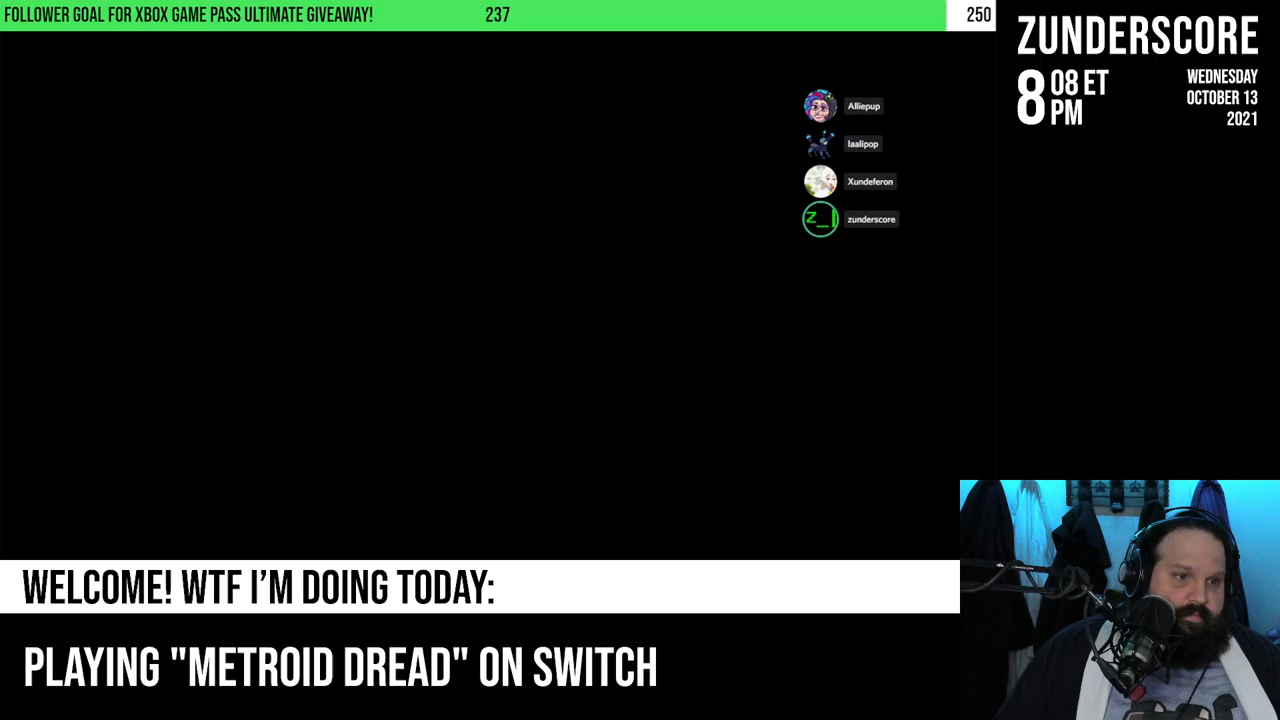 FOLLOWER GOAL FOR XBOX GAME PASS ULTIMATE GIVEAWAY! 237 250
ZUNDERSCORE
8 08 ET PM
WEDNESDAY
OCTOBER 13
2021
Alliepup
laalipop
Xundeferon
z_
zunderscore
WELCOME! WTF I'M DOING TODAY:
PLAYING "METROID DREAD" ON SWITCH